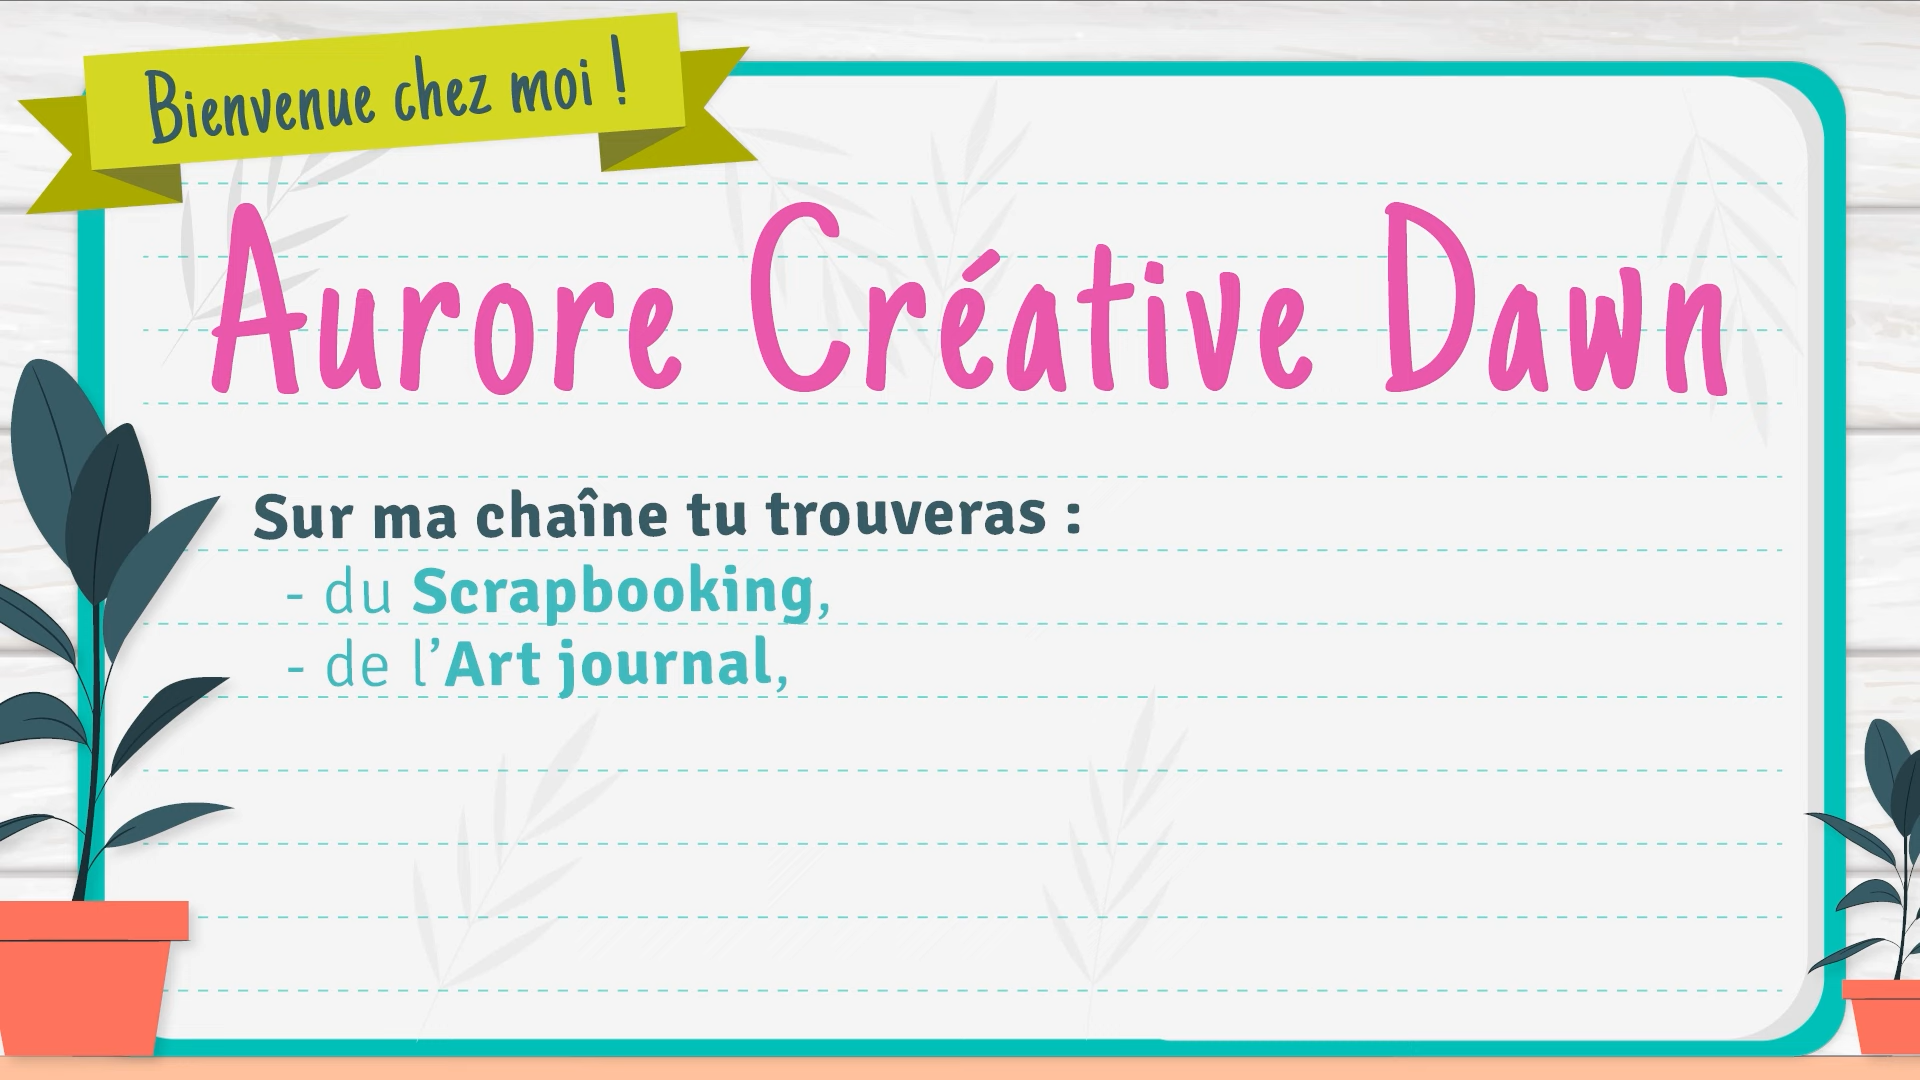 Bienvenue chez moi !
Aurore Créative Dawn
Sur ma chaîne tu trouveras :
- du Scrapbooking,
- de l’Art journal,